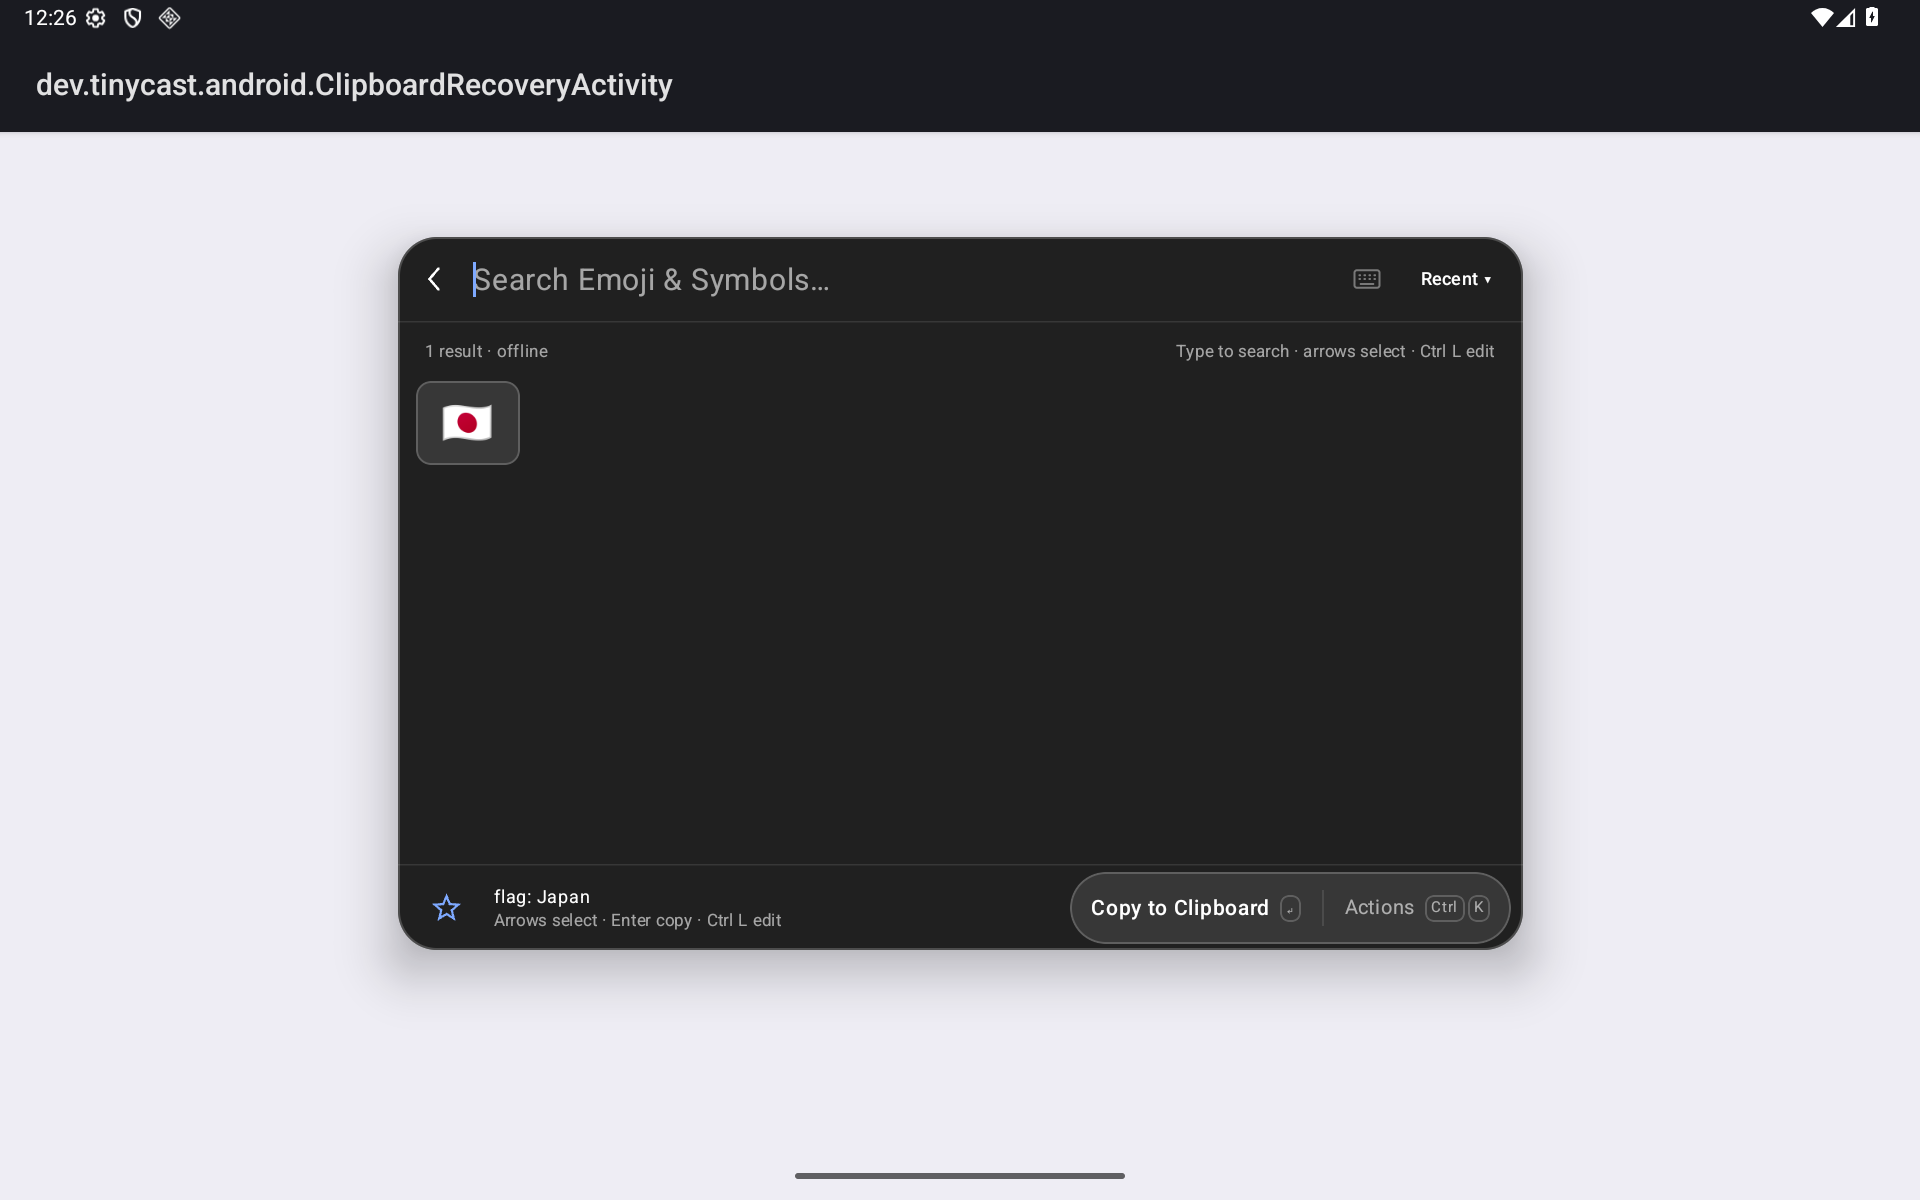 12:26
dev.tinycast.android.ClipboardRecoveryActivity
Search Emoji & Symbols…
Recent ▾
1 result · offline
Type to search · arrows select · Ctrl L edit
flag: Japan
Arrows select · Enter copy · Ctrl L edit
Copy to Clipboard ↵
Actions Ctrl K